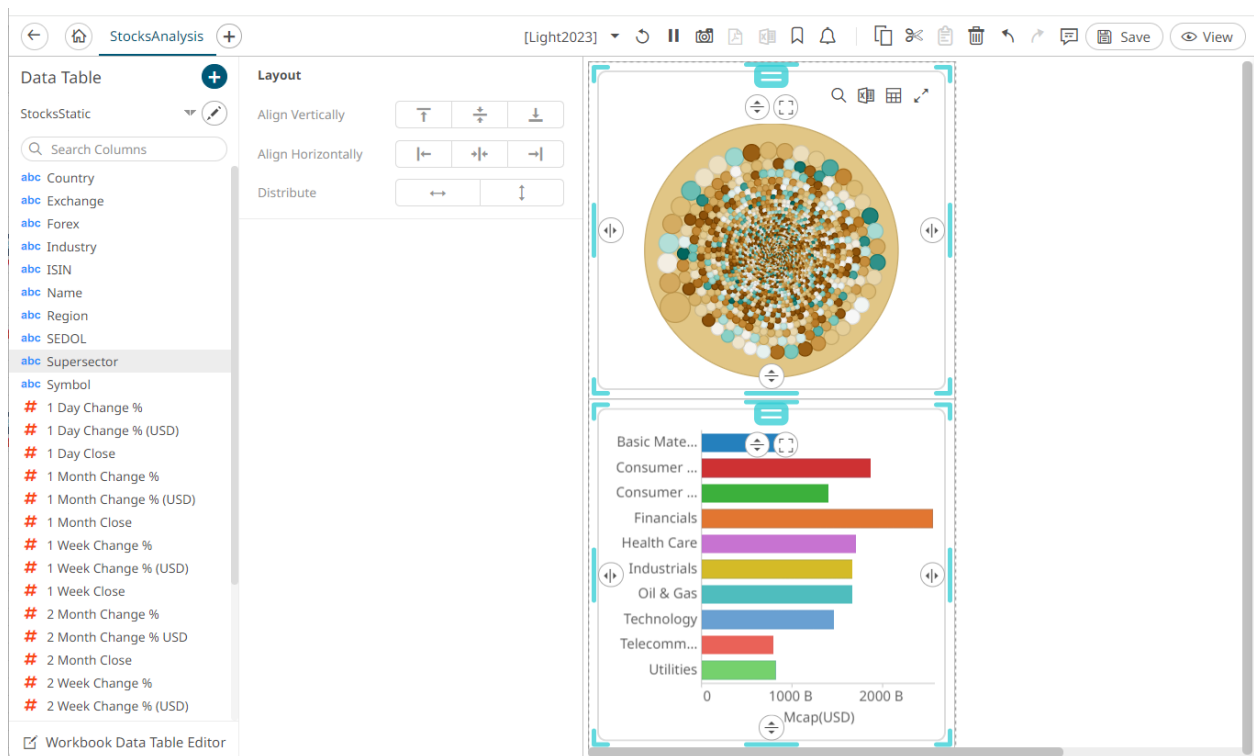 StocksAnalysis
[Light2023]
Save
View
Data Table
StocksStatic
Search Columns
abc Country
abc Exchange
abc Forex
abc Industry
abc ISIN
abc Name
abc Region
abc SEDOL
abc Supersector
abc Symbol
# 1 Day Change %
# 1 Day Change % (USD)
# 1 Day Close
# 1 Month Change %
# 1 Month Change % (USD)
# 1 Month Close
# 1 Week Change %
# 1 Week Change % (USD)
# 1 Week Close
# 2 Month Change %
# 2 Month Change % USD
# 2 Month Close
# 2 Week Change %
# 2 Week Change % (USD)
Workbook Data Table Editor
Layout
Align Vertically
Align Horizontally
Distribute
Basic Mate...
Consumer ...
Consumer ...
Financials
Health Care
Industrials
Oil & Gas
Technology
Telecomm...
Utilities
0 1000 B 2000 B
Mcap(USD)